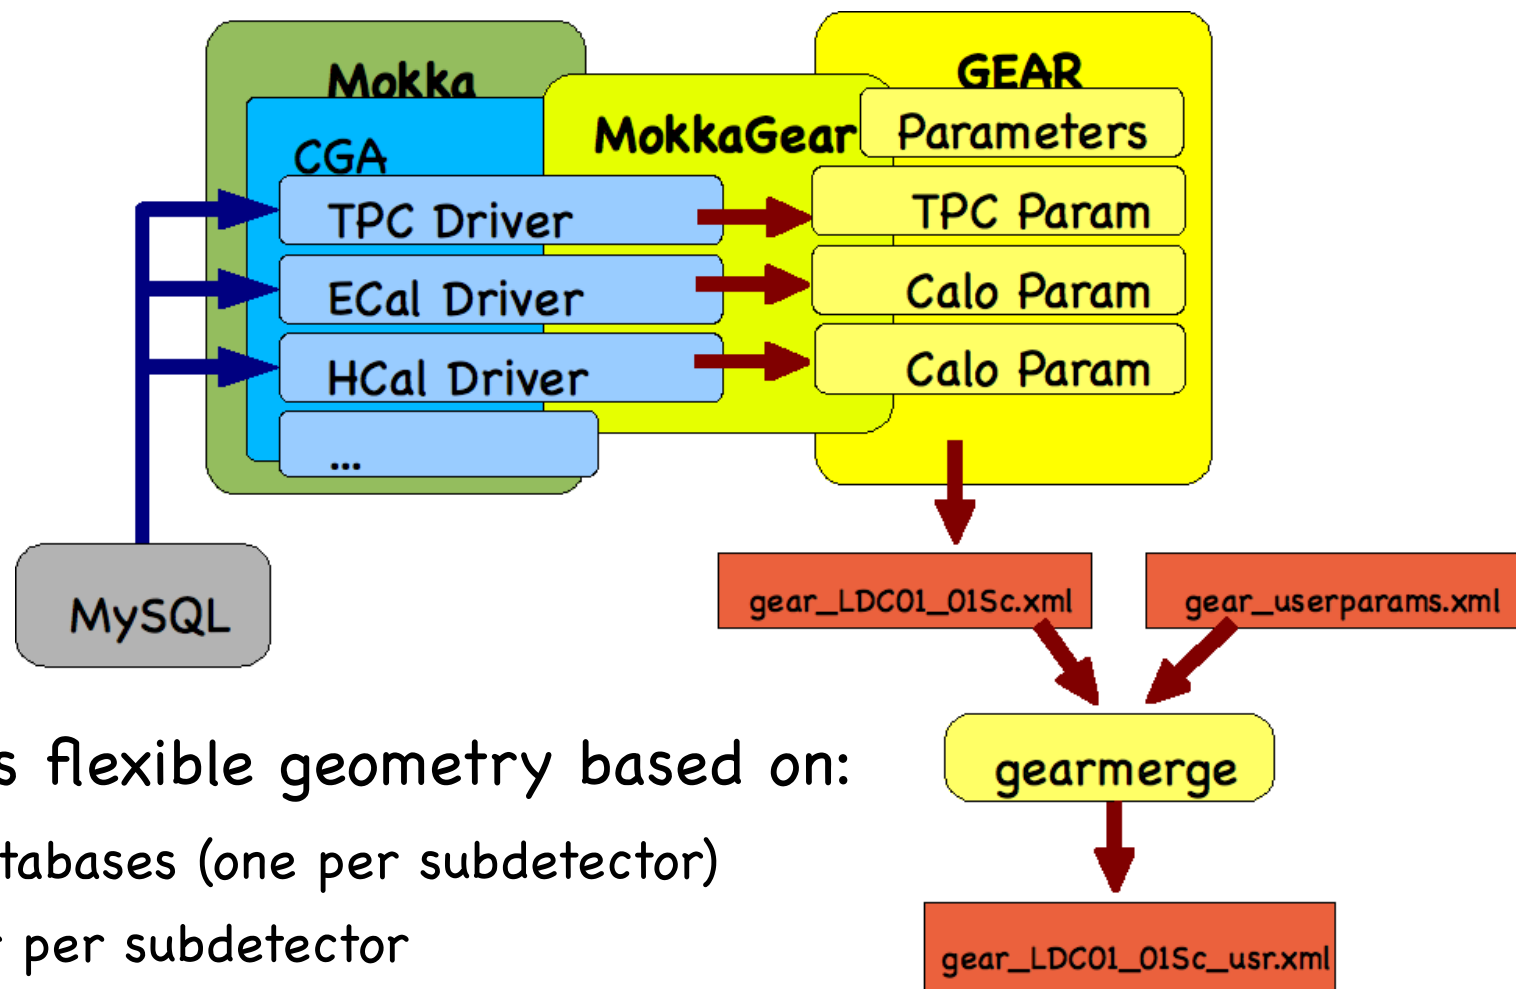 Mokka
GEAR
MokkaGear
Parameters
CGA
TPC Driver
TPC Param
ECal Driver
Calo Param
HCal Driver
Calo Param
...
MySQL
gear_LDC01_01Sc.xml
gear_userparams.xml
s flexible geometry based on:
gearmerge
tabases (one per subdetector)
per subdetector
gear_LDC01_01Sc_usr.xml